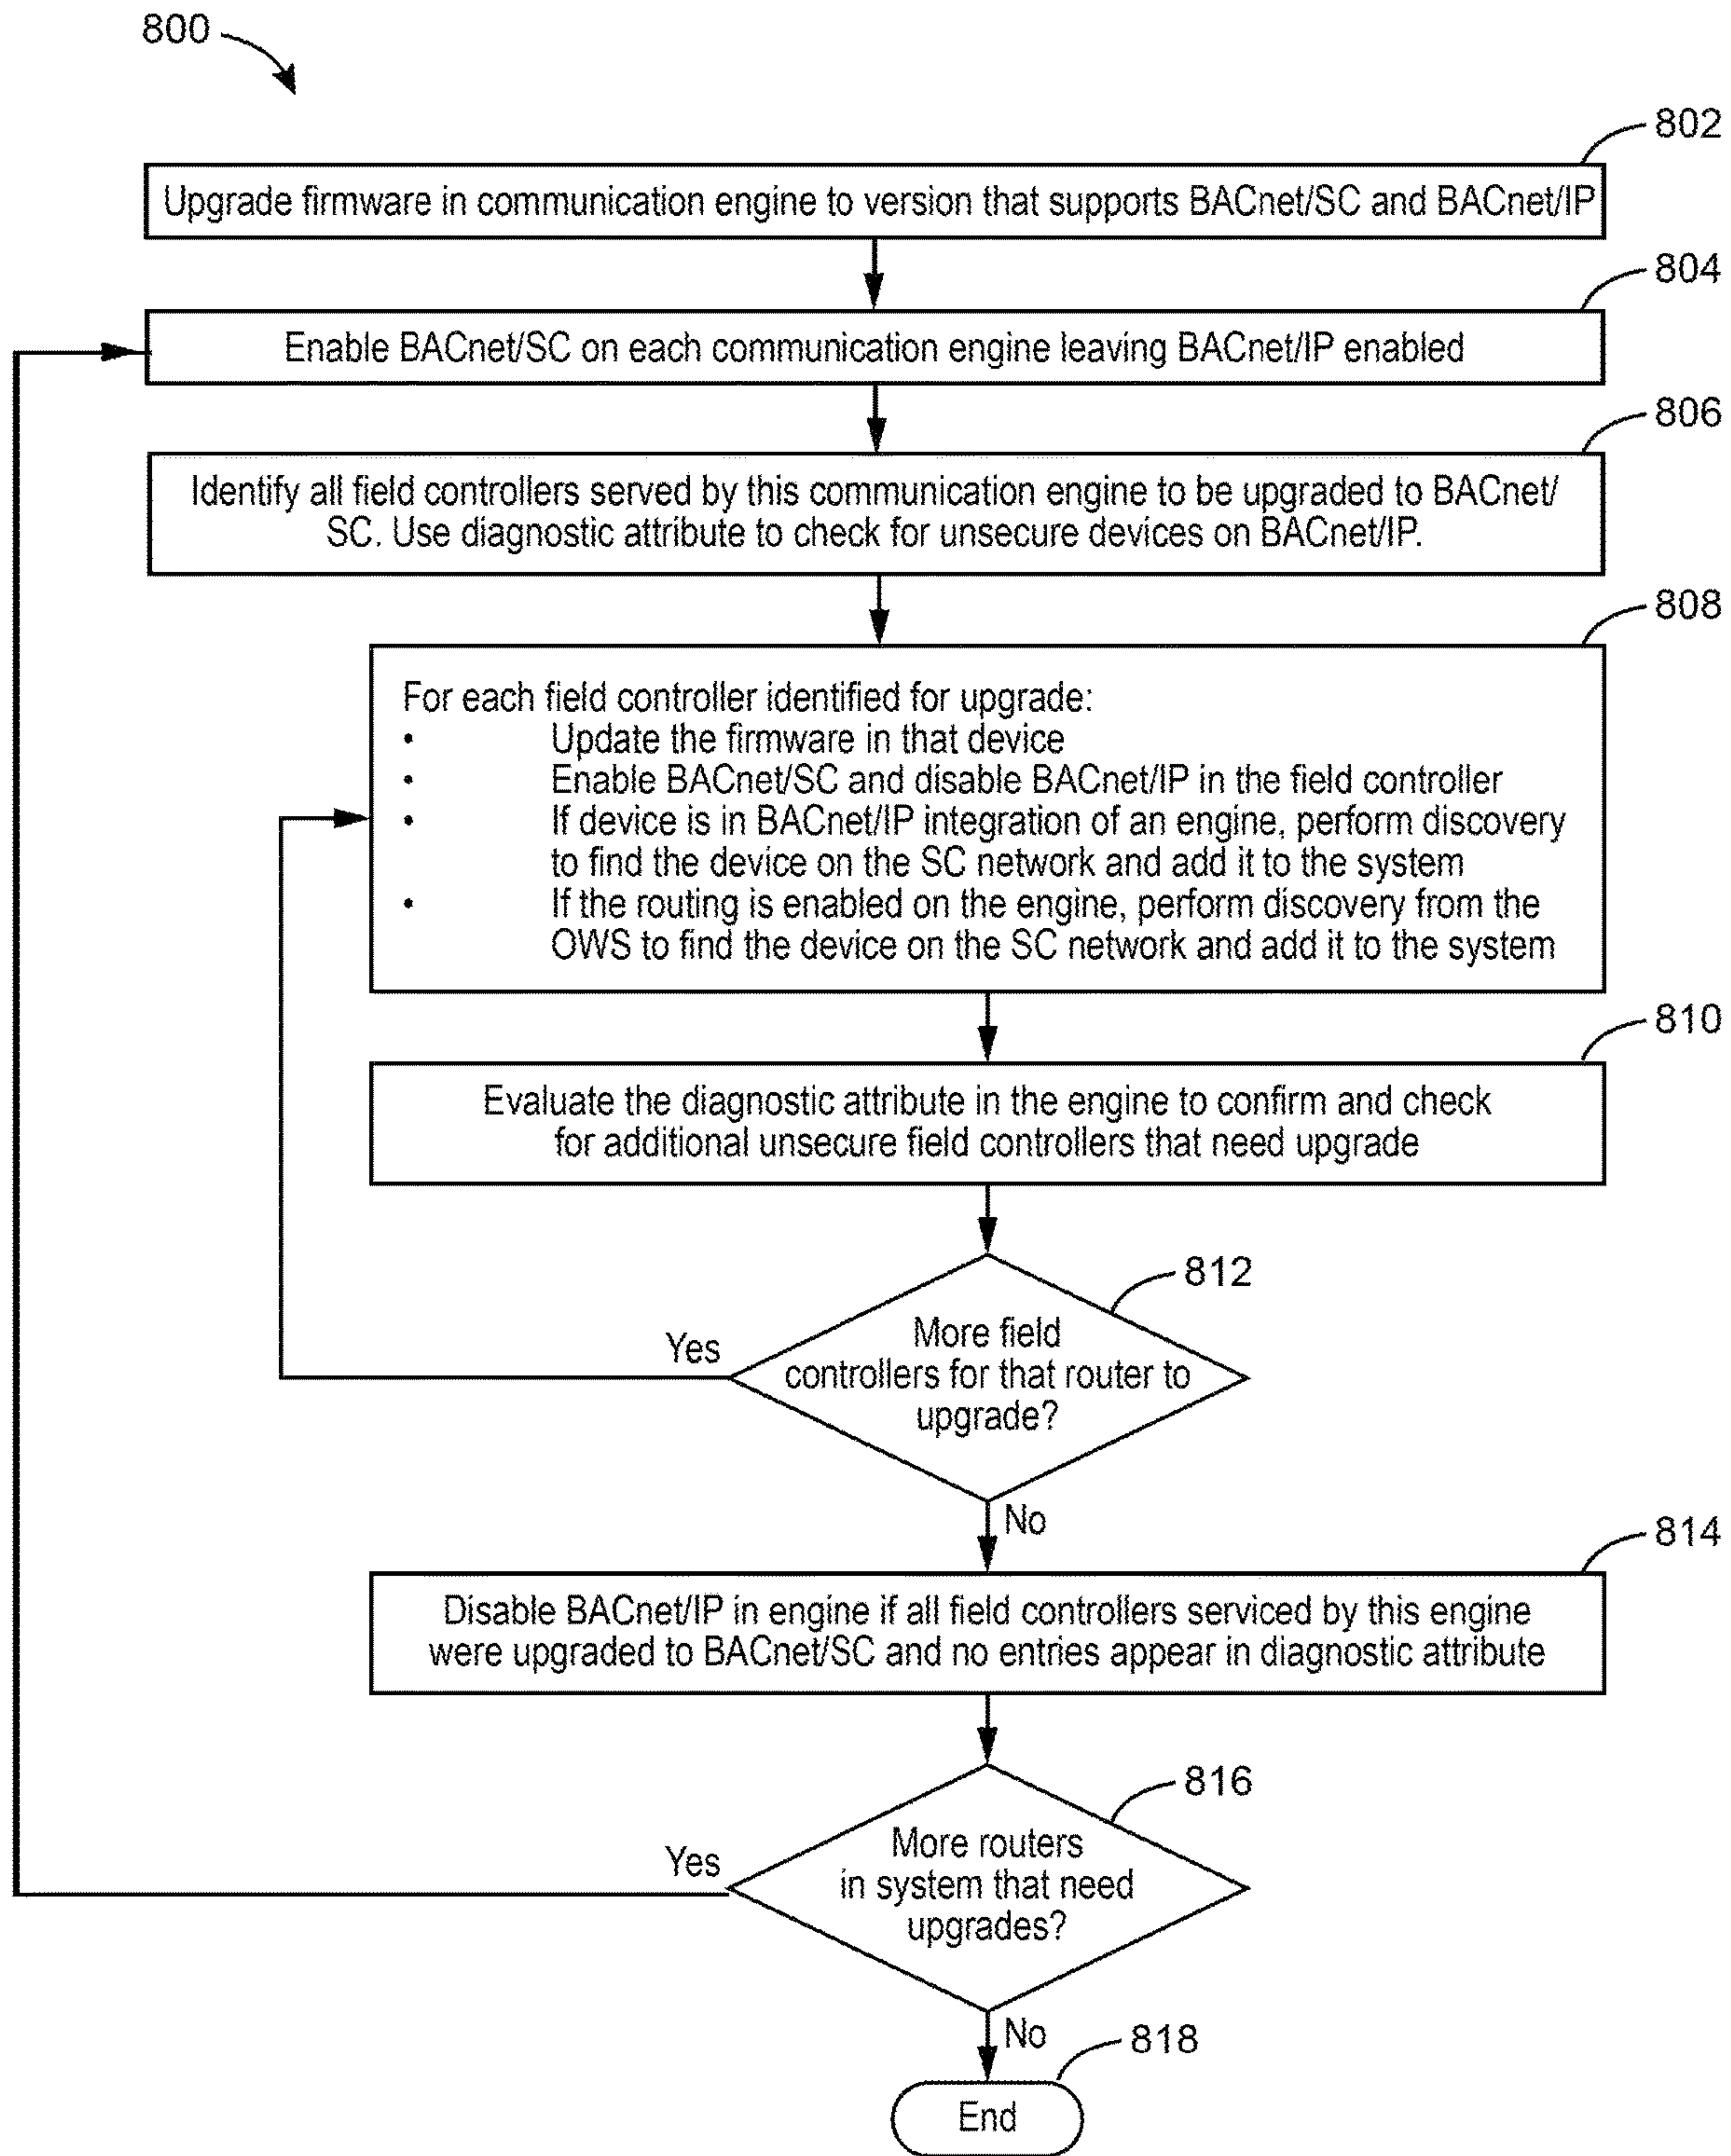 800
802
Upgrade firmware in communication engine to version that supports BACnet/SC and BACnet/IP
804
Enable BACnet/SC on each communication engine leaving BACnet/IP enabled
806
Identify all field controllers served by this communication engine to be upgraded to BACnet/
SC. Use diagnostic attribute to check for unsecure devices on BACnet/IP.
808
For each field controller identified for upgrade:
• Update the firmware in that device
• Enable BACnet/SC and disable BACnet/IP in the field controller
• If device is in BACnet/IP integration of an engine, perform discovery
to find the device on the SC network and add it to the system
• If the routing is enabled on the engine, perform discovery from the
OWS to find the device on the SC network and add it to the system
810
Evaluate the diagnostic attribute in the engine to confirm and check
for additional unsecure field controllers that need upgrade
812
More field
controllers for that router to
upgrade?
Yes
No
814
Disable BACnet/IP in engine if all field controllers serviced by this engine
were upgraded to BACnet/SC and no entries appear in diagnostic attribute
816
More routers
in system that need
upgrades?
Yes
No
818
End